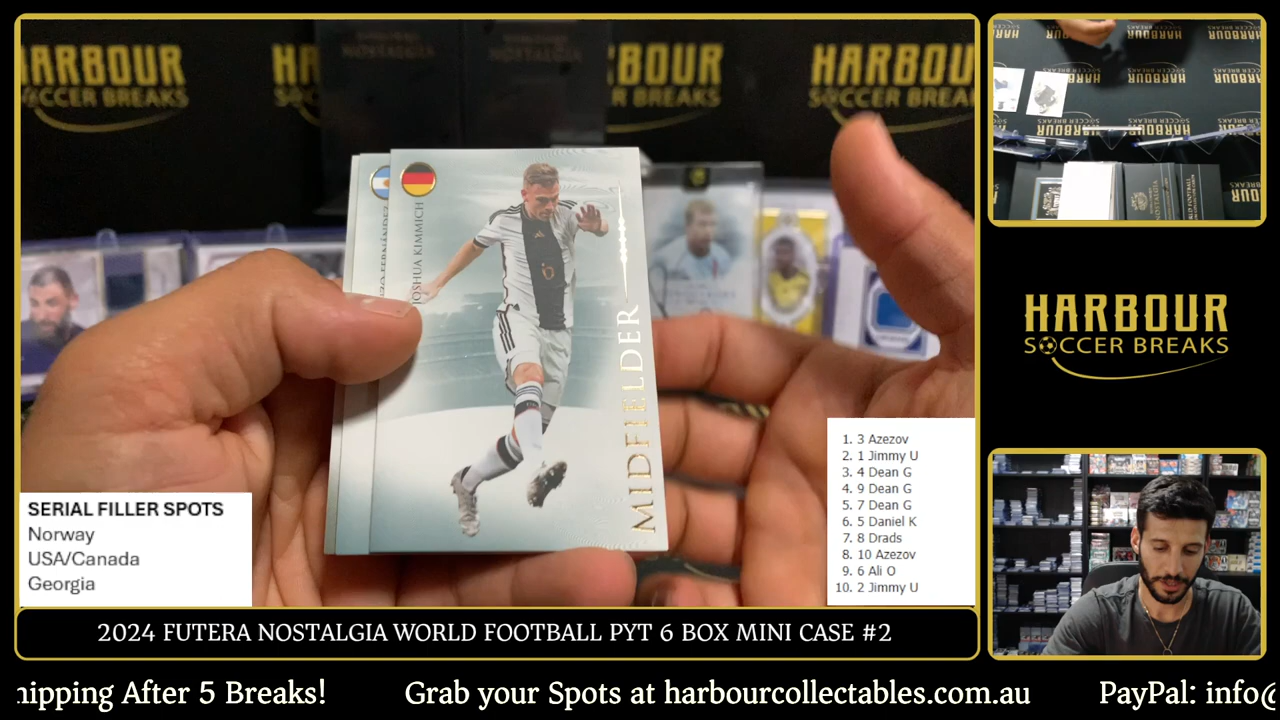 HARBOUR
SOCCER BREAKS
HARBOUR
SOCCER BREAKS
NOSTALGIA
JOSHUA KIMMICH
MIDFIELDER
SERIAL FILLER SPOTS
Norway
USA/Canada
Georgia
1. 3 Azezov
2. 1 Jimmy U
3. 4 Dean G
4. 9 Dean G
5. 7 Dean G
6. 5 Daniel K
7. 8 Drads
8. 10 Azezov
9. 6 Ali O
10. 2 Jimmy U
2024 FUTERA NOSTALGIA WORLD FOOTBALL PYT 6 BOX MINI CASE #2
HARBOUR
SOCCER BREAKS
hipping After 5 Breaks! Grab your Spots at harbourcollectables.com.au PayPal: info@